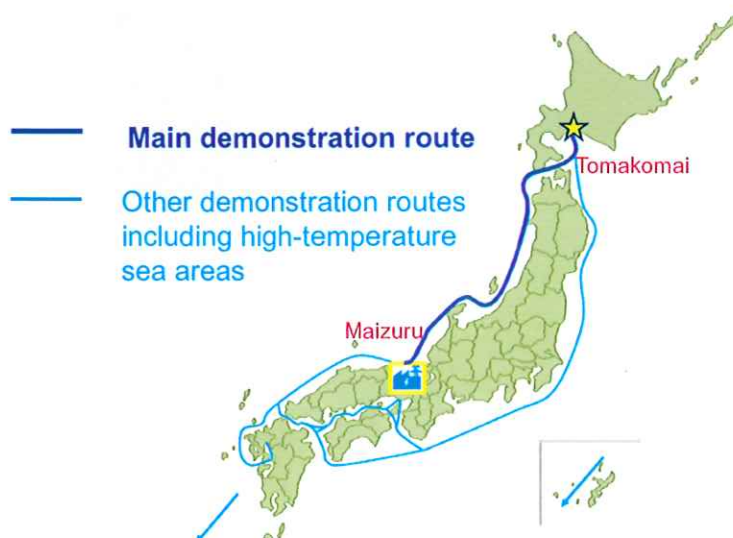 Main demonstration route
Tomakomai
Other demonstration routes
including high-temperature
sea areas
Maizuru